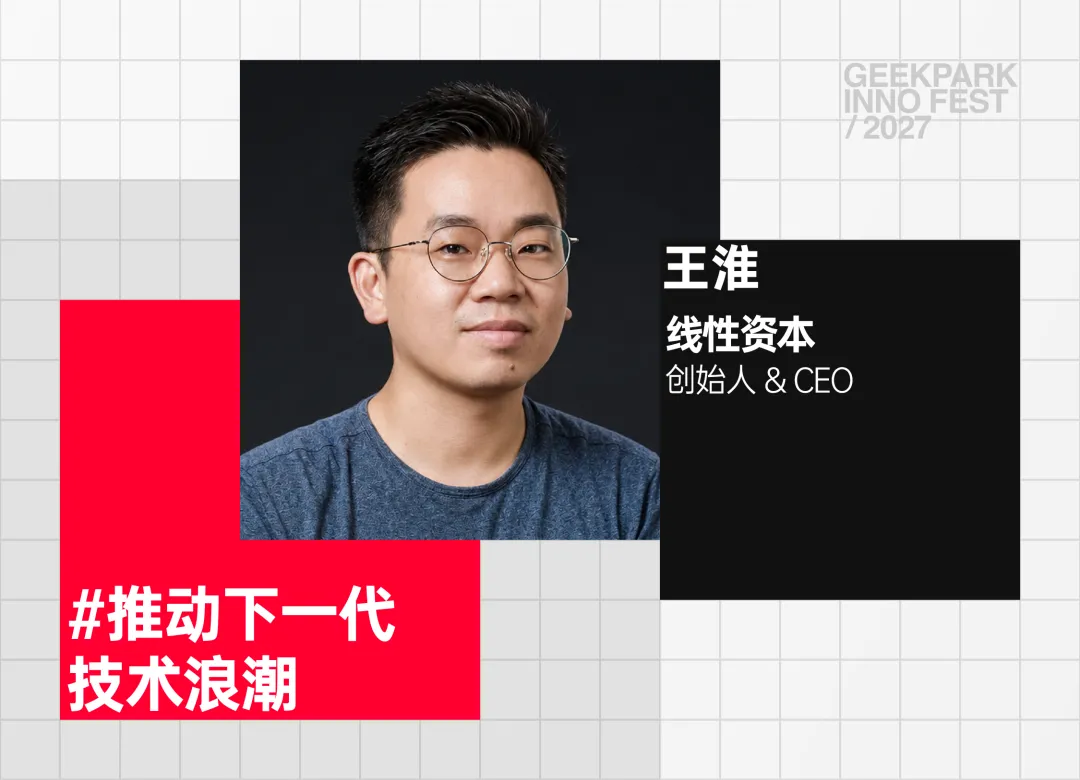 GEEKPARK
INNO FEST
/ 2027
王淮
线性资本
创始人 & CEO
#推动下一代
技术浪潮